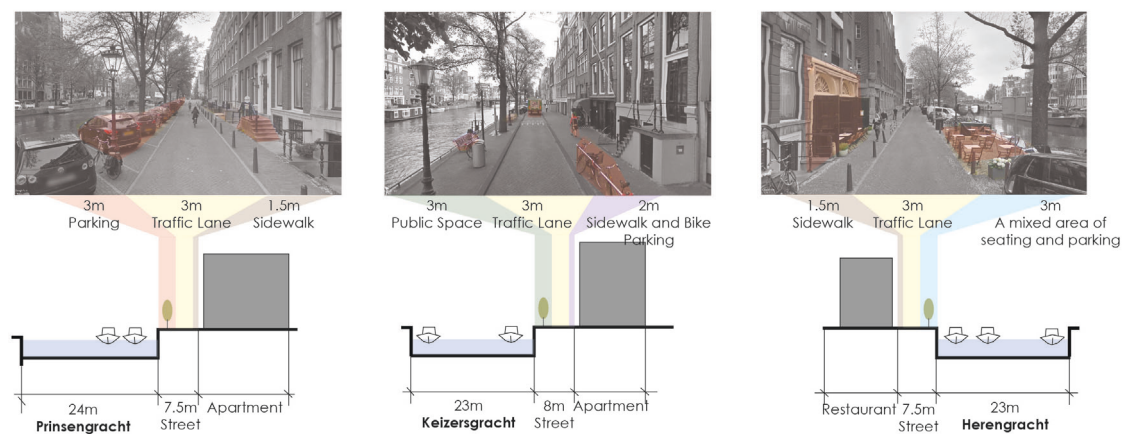 3m 3m 1.5m
Parking Traffic Lane Sidewalk
24m 7.5m Apartment
Prinsengracht Street
3m 3m 2m
Public Space Traffic Lane Sidewalk and Bike
Parking
23m 8m Apartment
Keizersgracht Street
1.5m 3m 3m
Sidewalk Traffic Lane A mixed area of
seating and parking
Restaurant 7.5m 23m
Street Herengracht